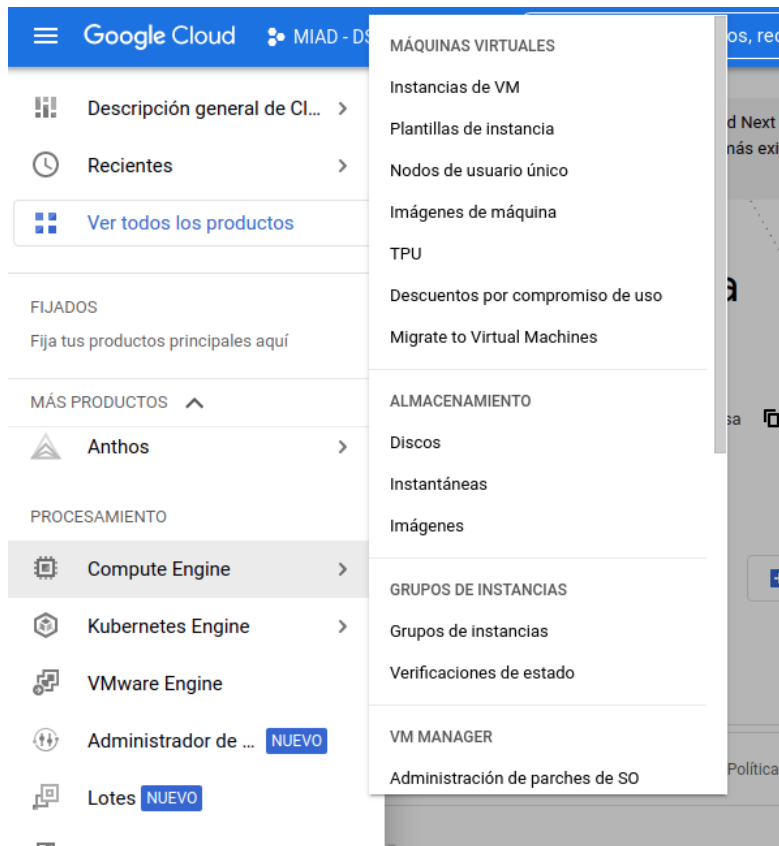 Google Cloud
MIAD - DS
Descripción general de Cl...
Recientes
Ver todos los productos
FIJADOS
Fija tus productos principales aquí
MÁS PRODUCTOS
Anthos
PROCESAMIENTO
Compute Engine
Kubernetes Engine
VMware Engine
Administrador de ... NUEVO
Lotes NUEVO
MÁQUINAS VIRTUALES
Instancias de VM
Plantillas de instancia
Nodos de usuario único
Imágenes de máquina
TPU
Descuentos por compromiso de uso
Migrate to Virtual Machines
ALMACENAMIENTO
Discos
Instantáneas
Imágenes
GRUPOS DE INSTANCIAS
Grupos de instancias
Verificaciones de estado
VM MANAGER
Administración de parches de SO
os, rec
d Next
más exi
a
sa
Política